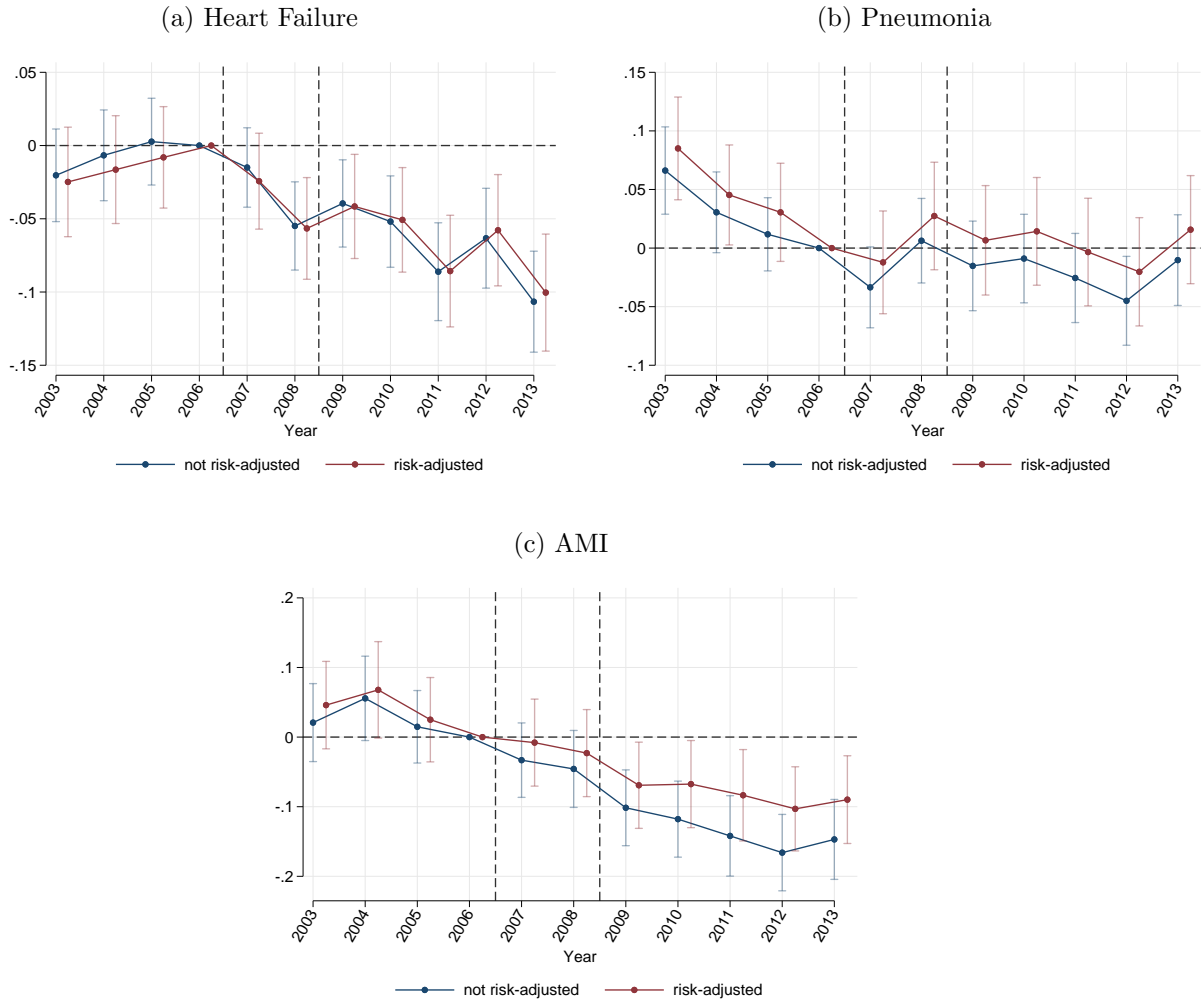 (a) Heart Failure
.05
0
-.05
-.1
-.15
2003 2004 2005 2006 2007 2008 2009 2010 2011 2012 2013
Year
not risk-adjusted risk-adjusted
(b) Pneumonia
.15
.1
.05
0
-.05
-.1
2003 2004 2005 2006 2007 2008 2009 2010 2011 2012 2013
Year
not risk-adjusted risk-adjusted
(c) AMI
.2
.1
0
-.1
-.2
2003 2004 2005 2006 2007 2008 2009 2010 2011 2012 2013
Year
not risk-adjusted risk-adjusted